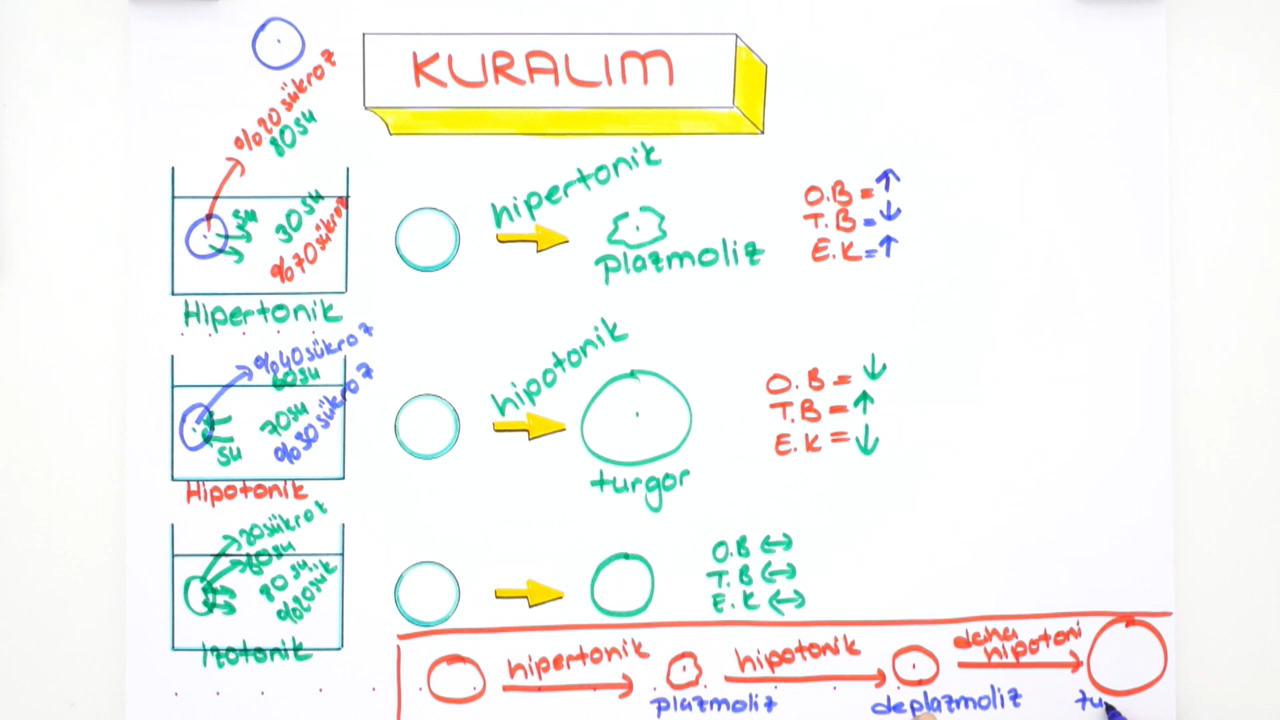 KURALIM
%20 sükroz
80 su
su
30 su
%70 sükroz
Hipertonik
hipertonik
plazmoliz
O.B = ↑
T.B = ↓
E.K = ↑
%40 sükroz
60 su
70 su
%30 sükroz
su
Hipotonik
hipotonik
turgor
O.B = ↓
T.B = ↑
E.K = ↓
20 sükroz
80 su
80 su
%20 sük
İzotonik
O.B ↔
T.B ↔
E.K ↔
hipertonik
plazmoliz
hipotonik
deplazmoliz
daha
hipotoni
tu